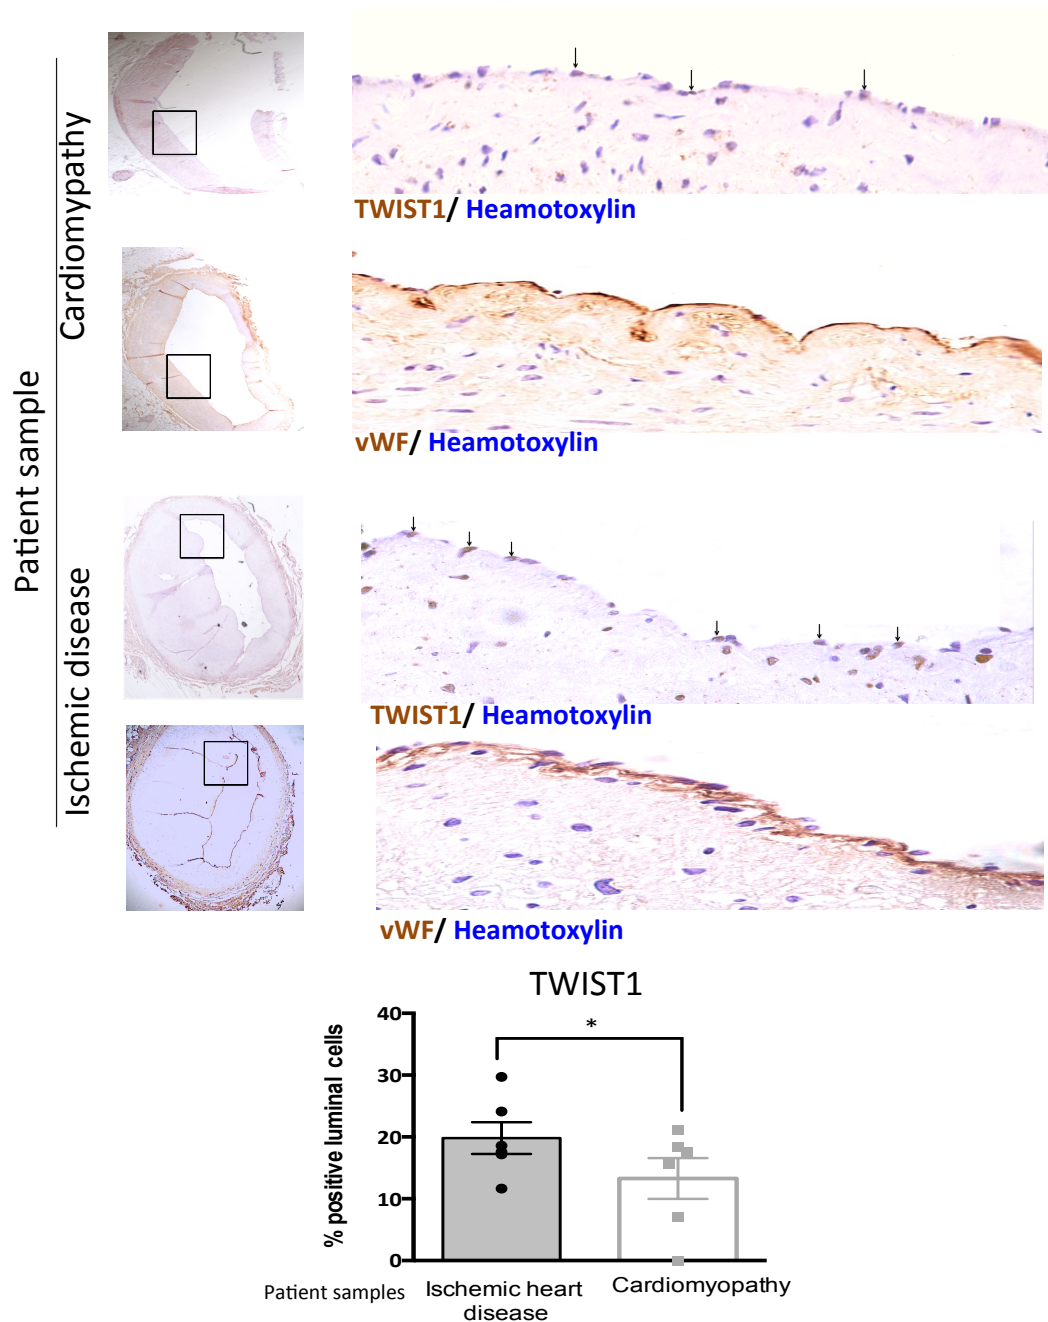 Patient sample
Cardiomypathy
TWIST1/ Heamotoxylin
vWF/ Heamotoxylin
Ischemic disease
TWIST1/ Heamotoxylin
vWF/ Heamotoxylin
TWIST1
% positive luminal cells
40
30
20
10
0
*
Patient samples
Ischemic heart
disease
Cardiomyopathy